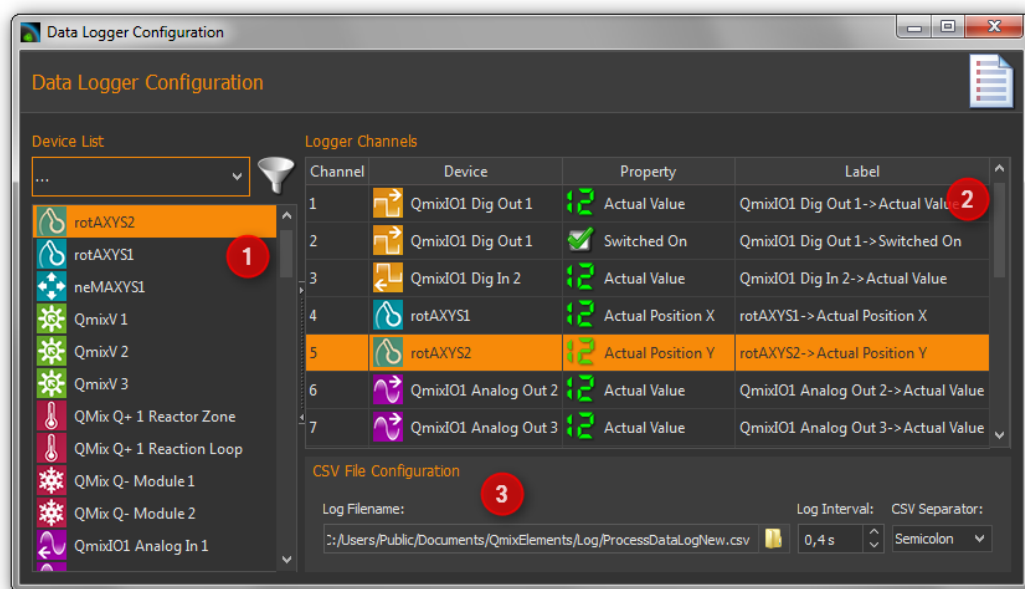 Data Logger Configuration
Data Logger Configuration
Device List
...
rotAXYS2
rotAXYS1
neMAXYS1
QmixV 1
QmixV 2
QmixV 3
QMix Q+ 1 Reactor Zone
QMix Q+ 1 Reaction Loop
QMix Q- Module 1
QMix Q- Module 2
QmixIO1 Analog In 1
1
Logger Channels
Channel Device Property Label
1 QmixIO1 Dig Out 1 12 Actual Value QmixIO1 Dig Out 1->Actual Value
2
2 QmixIO1 Dig Out 1 Switched On QmixIO1 Dig Out 1->Switched On
3 QmixIO1 Dig In 2 12 Actual Value QmixIO1 Dig In 2->Actual Value
4 rotAXYS1 12 Actual Position X rotAXYS1->Actual Position X
5 rotAXYS2 12 Actual Position Y rotAXYS2->Actual Position Y
6 QmixIO1 Analog Out 2 12 Actual Value QmixIO1 Analog Out 2->Actual Value
7 QmixIO1 Analog Out 3 12 Actual Value QmixIO1 Analog Out 3->Actual Value
CSV File Configuration
3
Log Filename: Log Interval: CSV Separator:
:/Users/Public/Documents/QmixElements/Log/ProcessDataLogNew.csv 0,4 s Semicolon